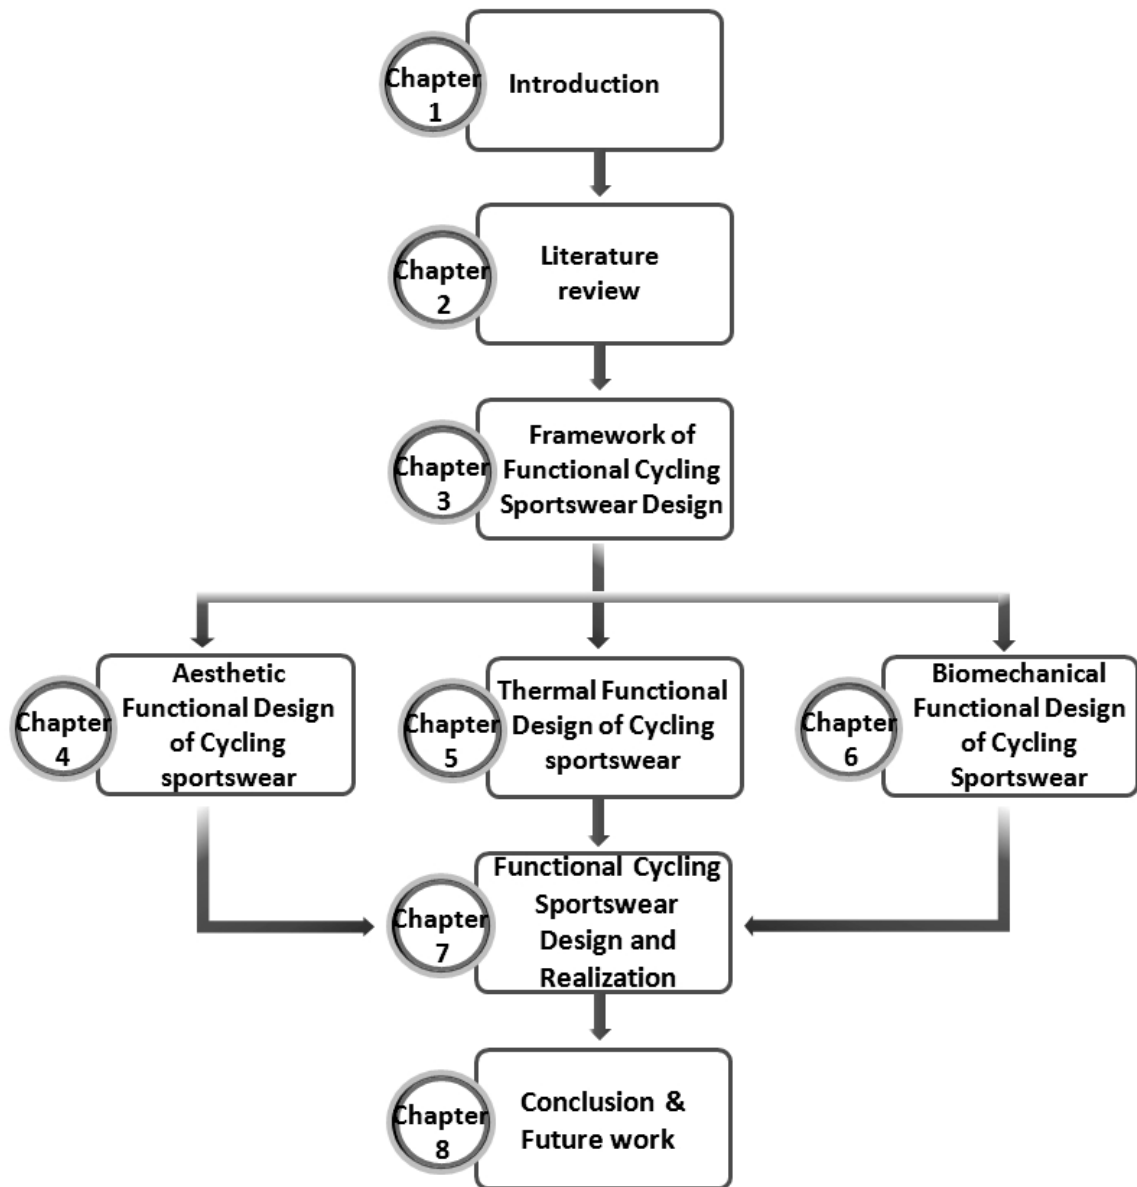 Chapter
1
Introduction
Chapter
2
Literature
review
Chapter
3
Framework of
Functional Cycling
Sportswear Design
Chapter
4
Aesthetic
Functional Design
of Cycling
sportswear
Chapter
5
Thermal Functional
Design of Cycling
sportswear
Chapter
6
Biomechanical
Functional Design
of Cycling
Sportswear
Chapter
7
Functional Cycling
Sportswear
Design and
Realization
Chapter
8
Conclusion &
Future work